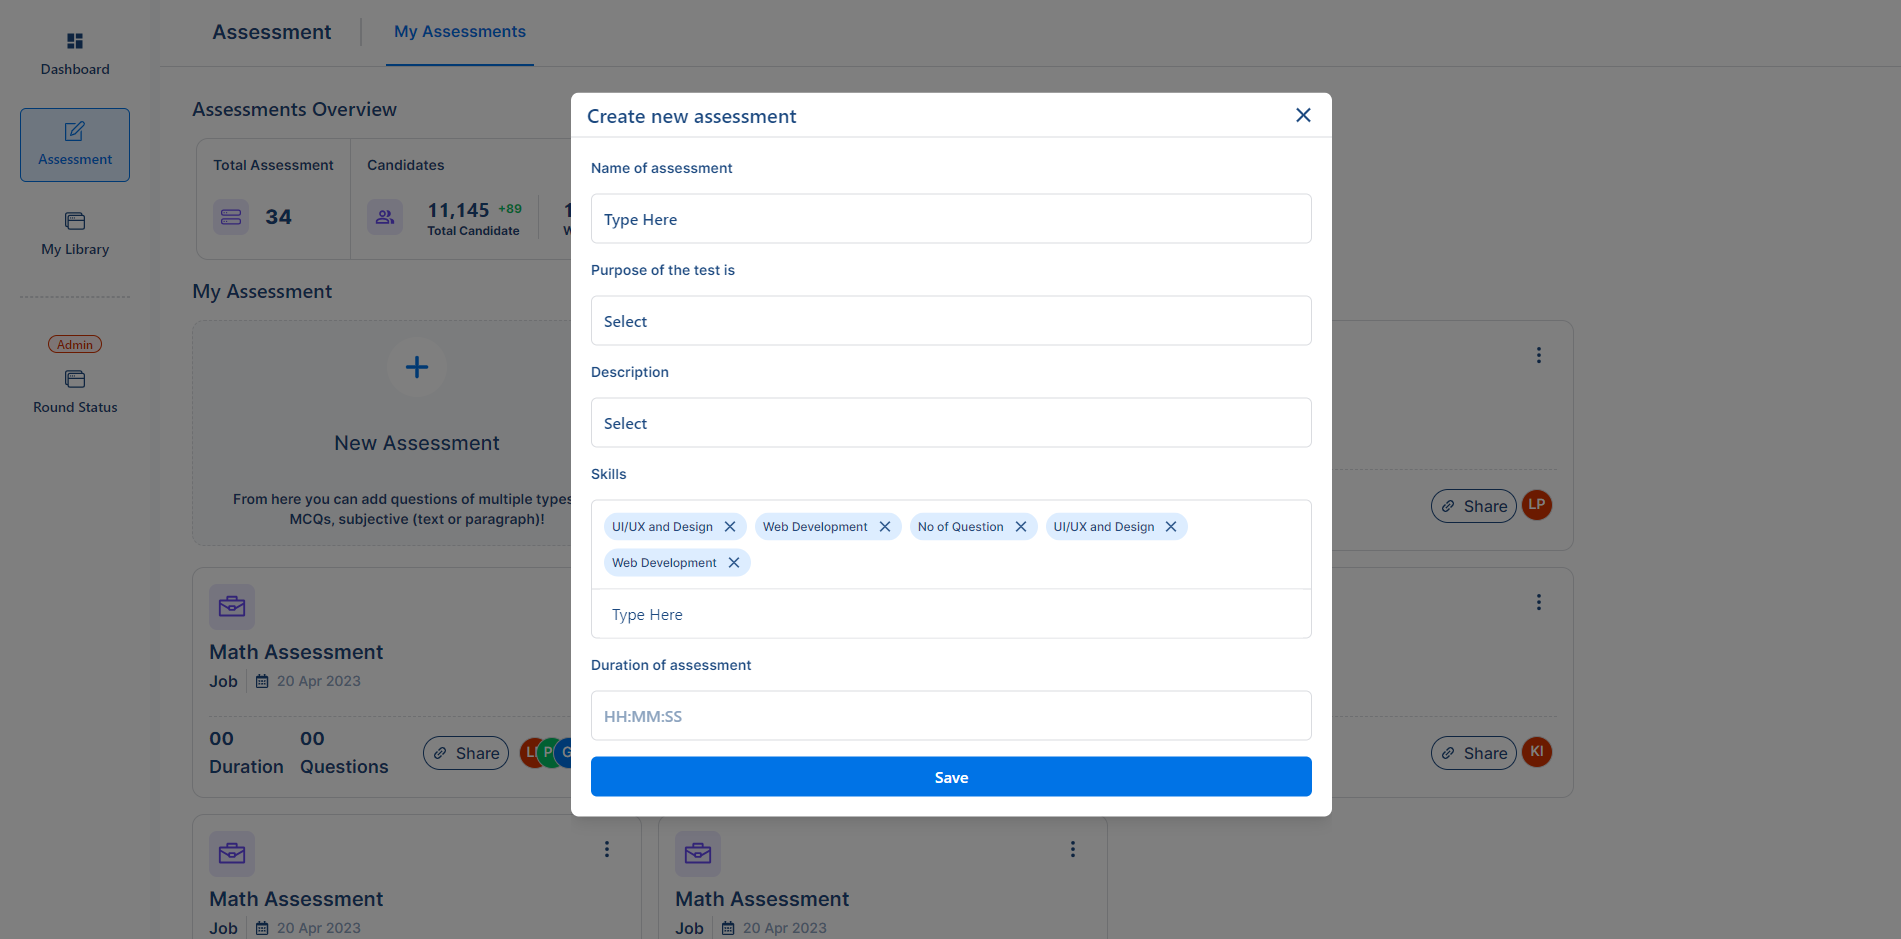 Dashboard
Assessment
My Library
Admin
Round Status
Assessment
My Assessments
Assessments Overview
Total Assessment
34
Candidates
11,145 +89
Total Candidate
My Assessment
New Assessment
From here you can add questions of multiple types
MCQs, subjective (text or paragraph)!
Share LP
Math Assessment
Job 20 Apr 2023
00 00
Duration Questions
Share
Share KI
Math Assessment
Job 20 Apr 2023
Math Assessment
Job 20 Apr 2023
Create new assessment
Name of assessment
Type Here
Purpose of the test is
Select
Description
Select
Skills
UI/UX and Design Web Development No of Question UI/UX and Design
Web Development
Type Here
Duration of assessment
HH:MM:SS
Save